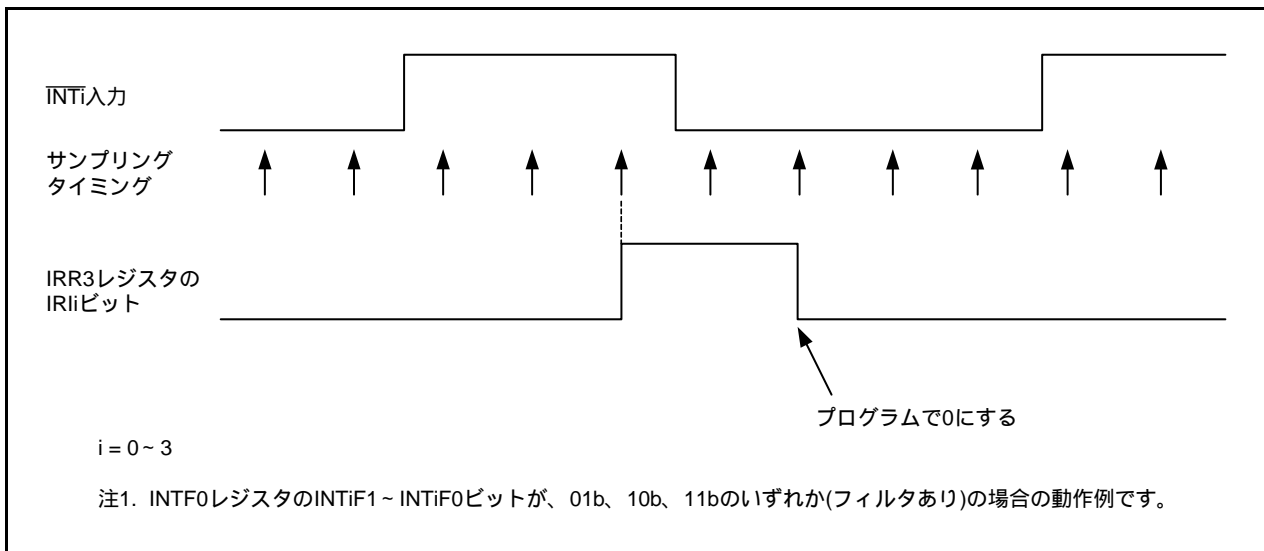 INTi入力
サンプリング
タイミング
IRR3レジスタの
IRIiビット
プログラムで0にする
i = 0 ~ 3
注1. INTF0レジスタのINTiF1 ~ INTiF0ビットが、01b、10b、11bのいずれか(フィルタあり)の場合の動作例です。